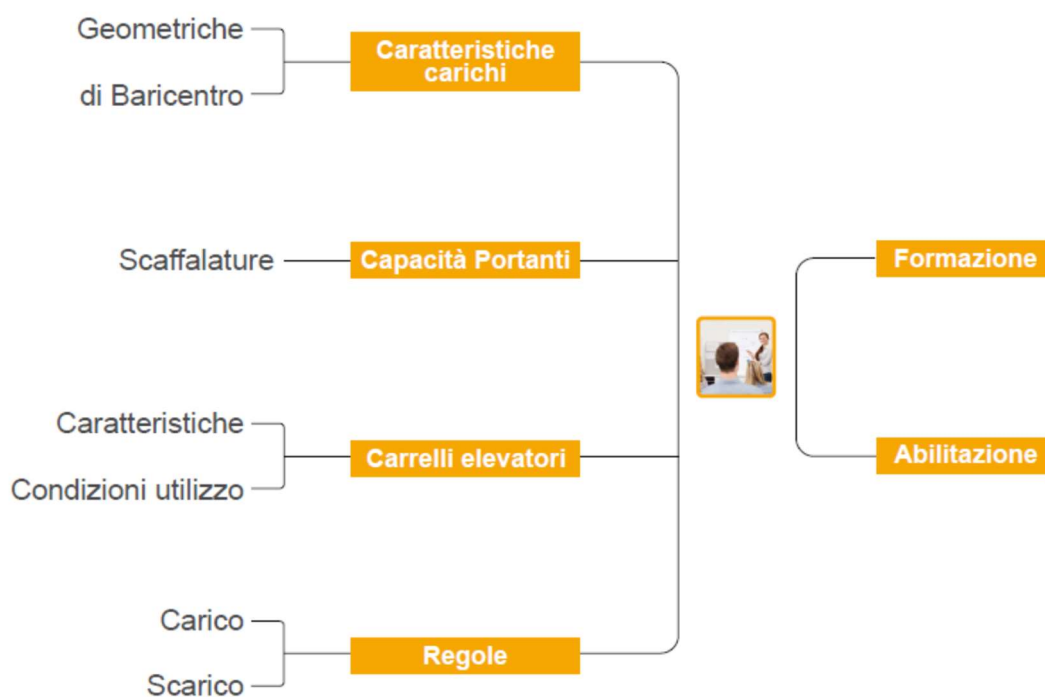 Geometriche
di Baricentro
Caratteristiche
carichi
Scaffalature
Capacità Portanti
Caratteristiche
Condizioni utilizzo
Carrelli elevatori
Carico
Scarico
Regole
Formazione
Abilitazione